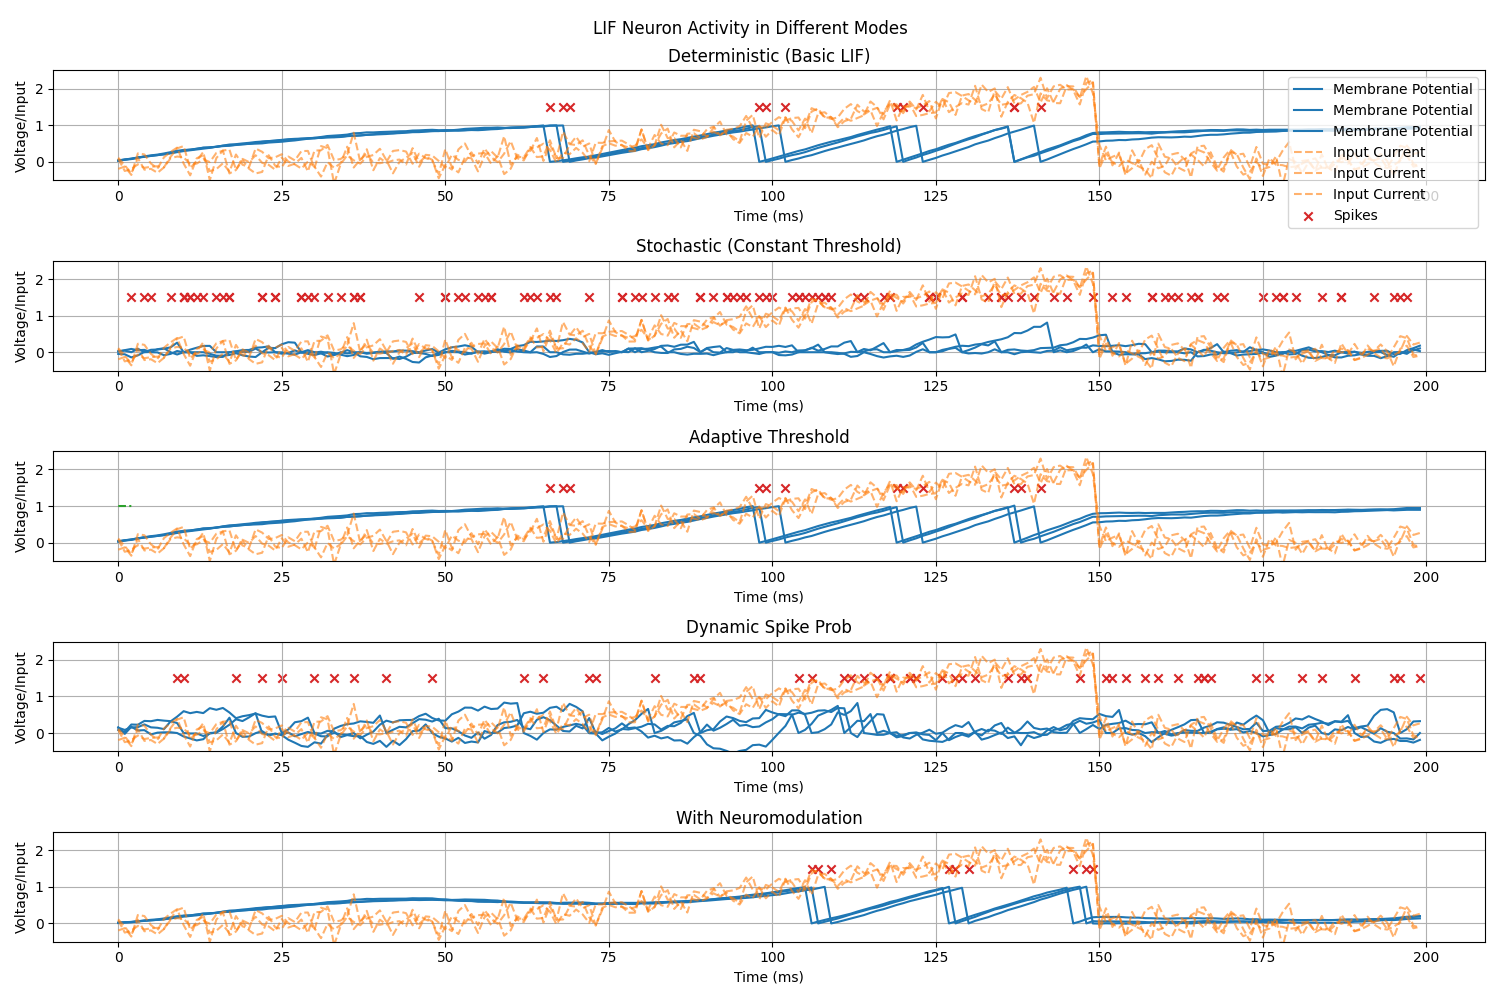 LIF Neuron Activity in Different Modes
Deterministic (Basic LIF)
Voltage/Input
2
1
0
Membrane Potential
Membrane Potential
Membrane Potential
Input Current
Input Current
Input Current
Spikes
0 25 50 75 100 125 150 175 200
Time (ms)
Stochastic (Constant Threshold)
Voltage/Input
2
1
0
0 25 50 75 100 125 150 175 200
Time (ms)
Adaptive Threshold
Voltage/Input
2
1
0
0 25 50 75 100 125 150 175 200
Time (ms)
Dynamic Spike Prob
Voltage/Input
2
1
0
0 25 50 75 100 125 150 175 200
Time (ms)
With Neuromodulation
Voltage/Input
2
1
0
0 25 50 75 100 125 150 175 200
Time (ms)